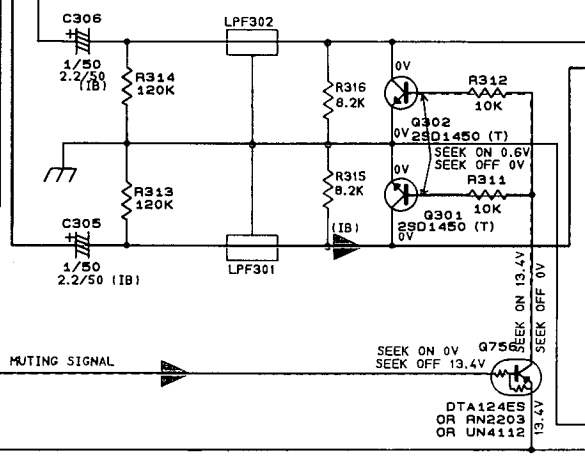 C306
+
1/50
2.2/50
(IB)
R314
120K
LPF302
R316
8.2K
0V
R312
10K
Q302
0V 2SD1450 (T)
SEEK ON 0.6V
SEEK OFF 0V
R313
120K
R315
8.2K
0V
R311
10K
Q301
2SD1450 (T)
0V
C305
+
1/50
2.2/50 (IB)
LPF301
(IB)
SEEK ON 13.4V
SEEK OFF 0V
MUTING SIGNAL
SEEK ON 0V
SEEK OFF 13.4V
Q756
DTA124ES
OR RN2203
OR UN4112
13.4V